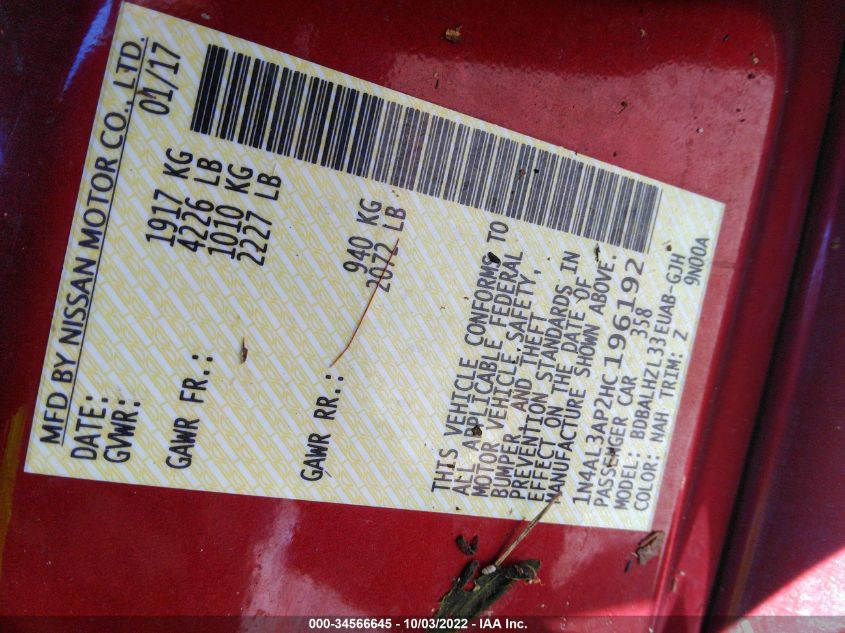 MFD BY NISSAN MOTOR CO., LTD.
DATE: 01/17
GVWR: 1917 KG
4226 LB
GAWR FR.: 1010 KG
2227 LB
GAWR RR.: 940 KG
2072 LB
THIS VEHICLE CONFORMS TO
ALL APPLICABLE FEDERAL
MOTOR VEHICLE SAFETY,
BUMPER AND THEFT
PREVENTION STANDARDS IN
EFFECT ON THE DATE OF
MANUFACTURE SHOWN ABOVE.
1N4AL3AP2HC196192
PASSENGER CAR 358
MODEL: BDBALHZL33EUAB-GJH
COLOR: NAH TRIM: Z 9N00A
000-34566645 - 10/03/2022 - IAA Inc.